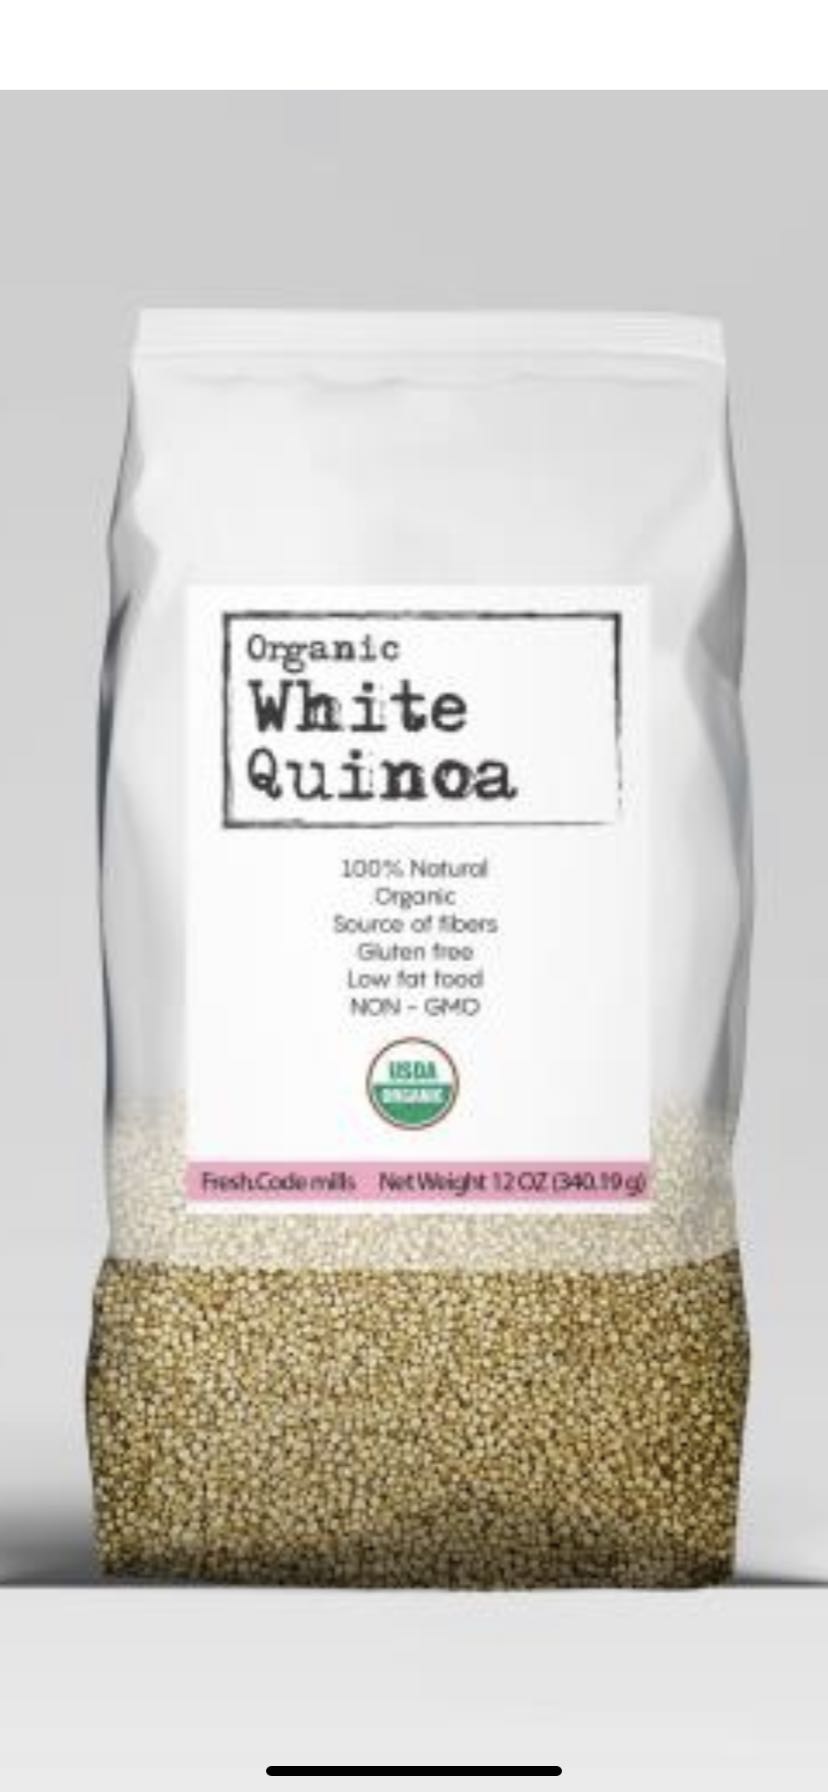 Organic
White
Quinoa
100% Natural
Organic
Source of fibers
Gluten free
Low fat food
NON - GMO
USDA
ORGANIC
Fresh.Code mills Net Weight 12 OZ (340.19 g)